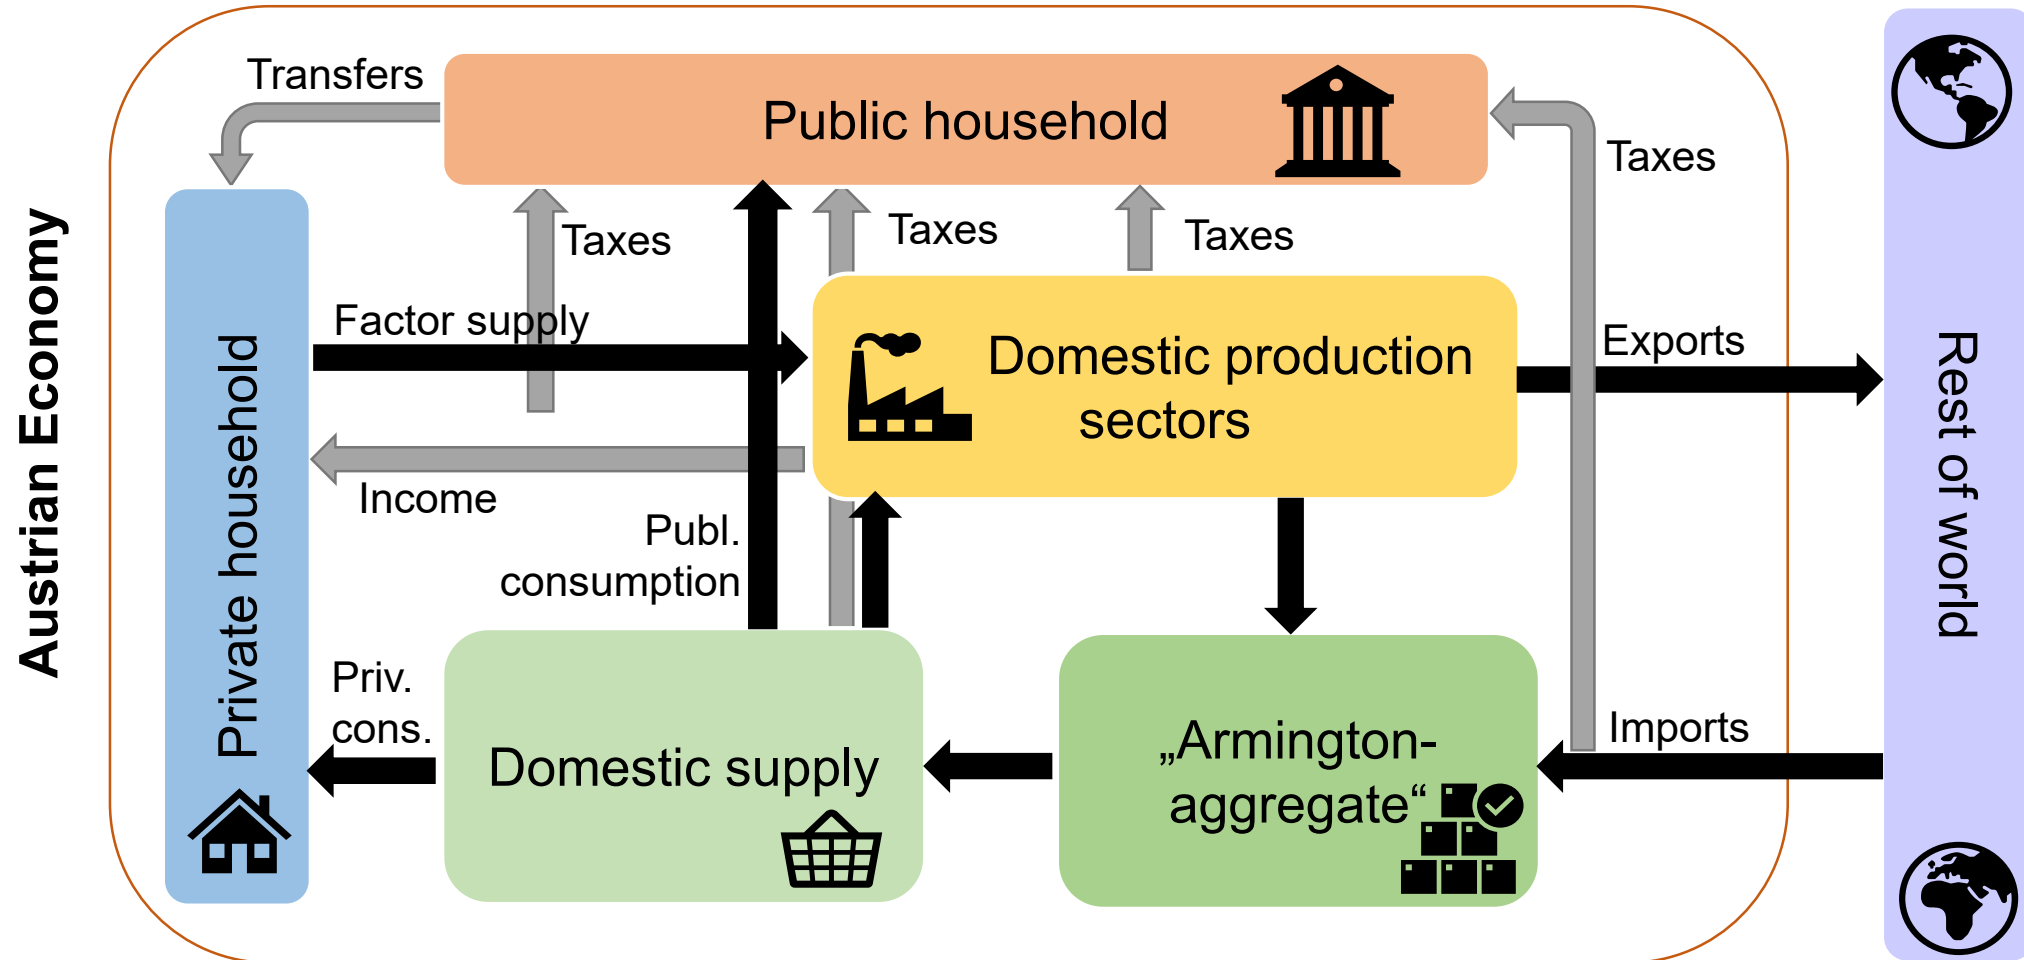 Austrian Economy
Transfers
Public household
Taxes
Taxes
Taxes
Taxes
Private household
Factor supply
Domestic production
sectors
Exports
Rest of world
Income
Publ.
consumption
Priv.
cons.
Domestic supply
„Armington-
aggregate“
Imports